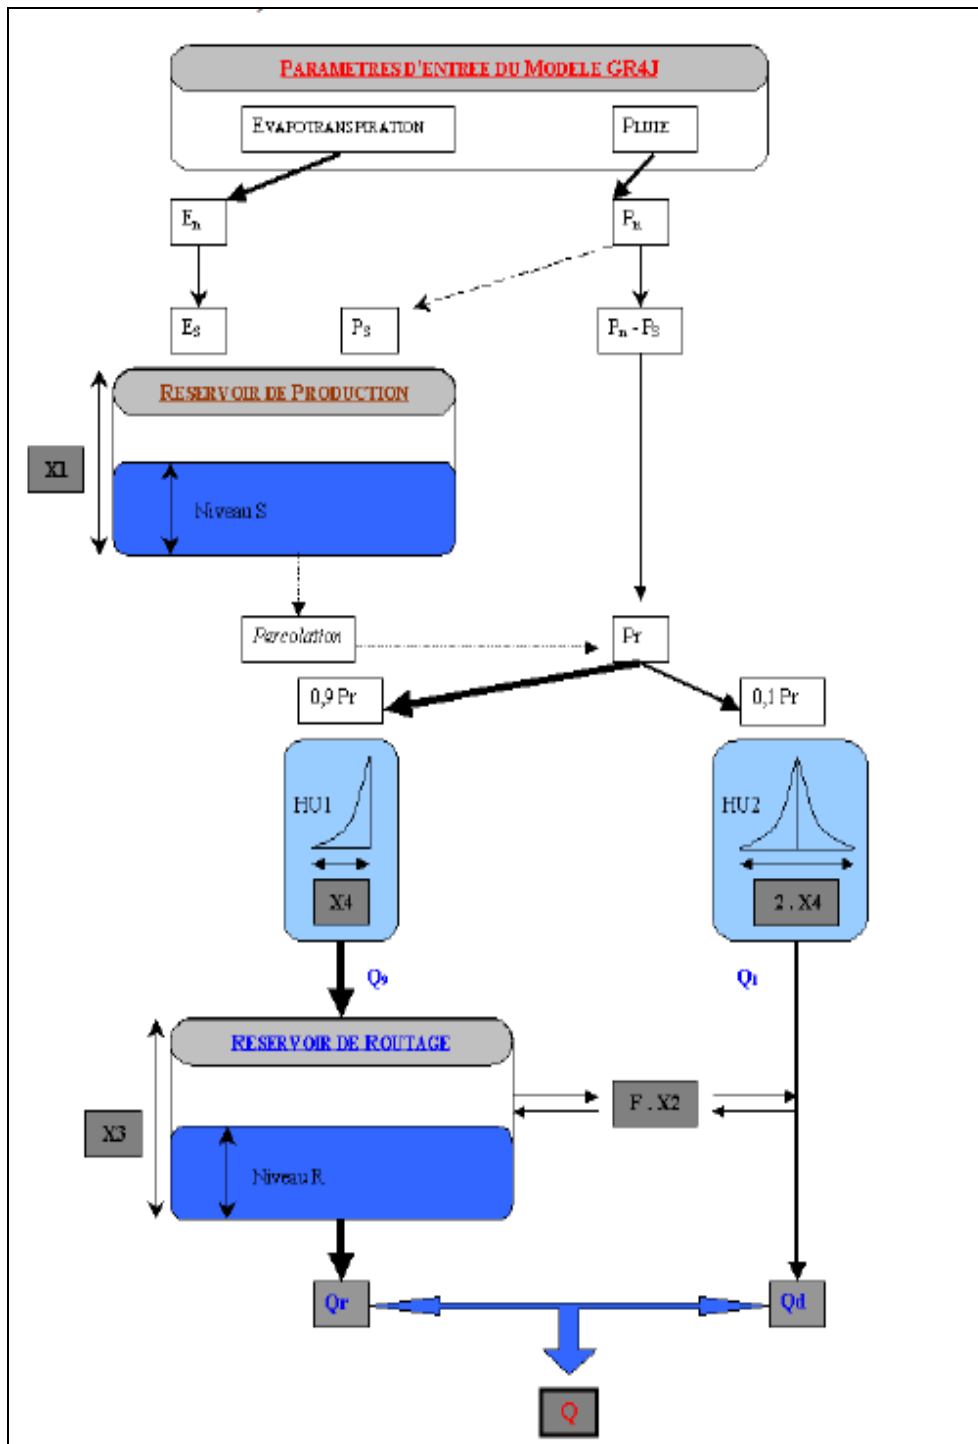 PARAMETRES D'ENTREE DU MODELE GR4J
EVAPOTRANSPIRATION
PLUIE
En
Pn
ES
PS
Pn - PS
RESERVOIR DE PRODUCTION
X1
Niveau S
Parcolation
Pr
0,9 Pr
0,1 Pr
HU1
HU2
X4
2 . X4
Q9
Q1
RESERVOIR DE ROUTAGE
F . X2
X3
Niveau R
Qr
Qd
Q